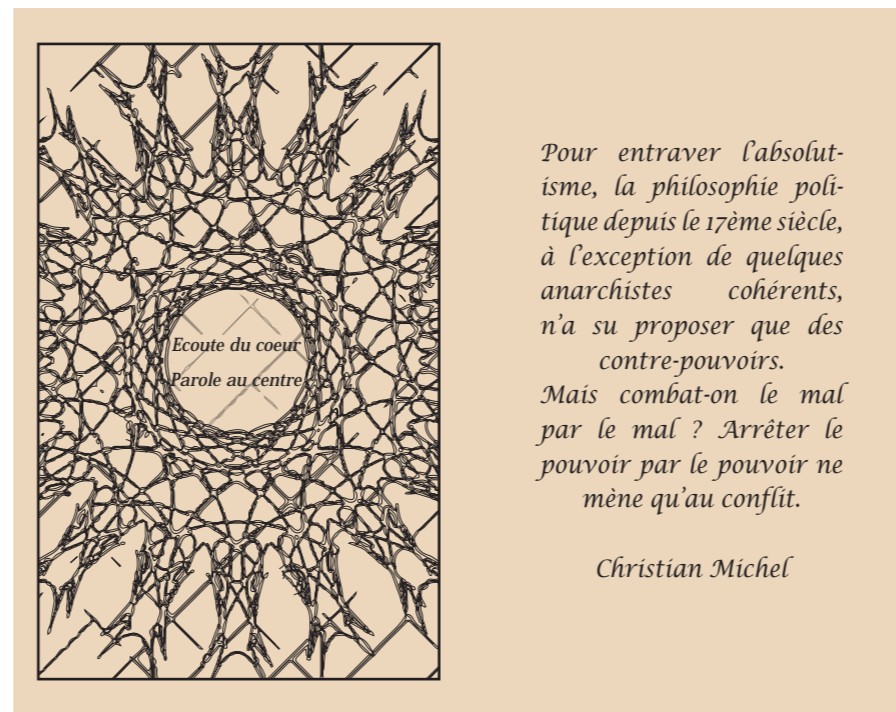 Ecoute du coeur
Parole au centre
Pour entraver l'absolut-
isme, la philosophie poli-
tique depuis le 17ème siècle,
à l'exception de quelques
anarchistes cohérents,
n'a su proposer que des
contre-pouvoirs.
Mais combat-on le mal
par le mal ? Arrêter le
pouvoir par le pouvoir ne
mène qu'au conflit.
Christian Michel